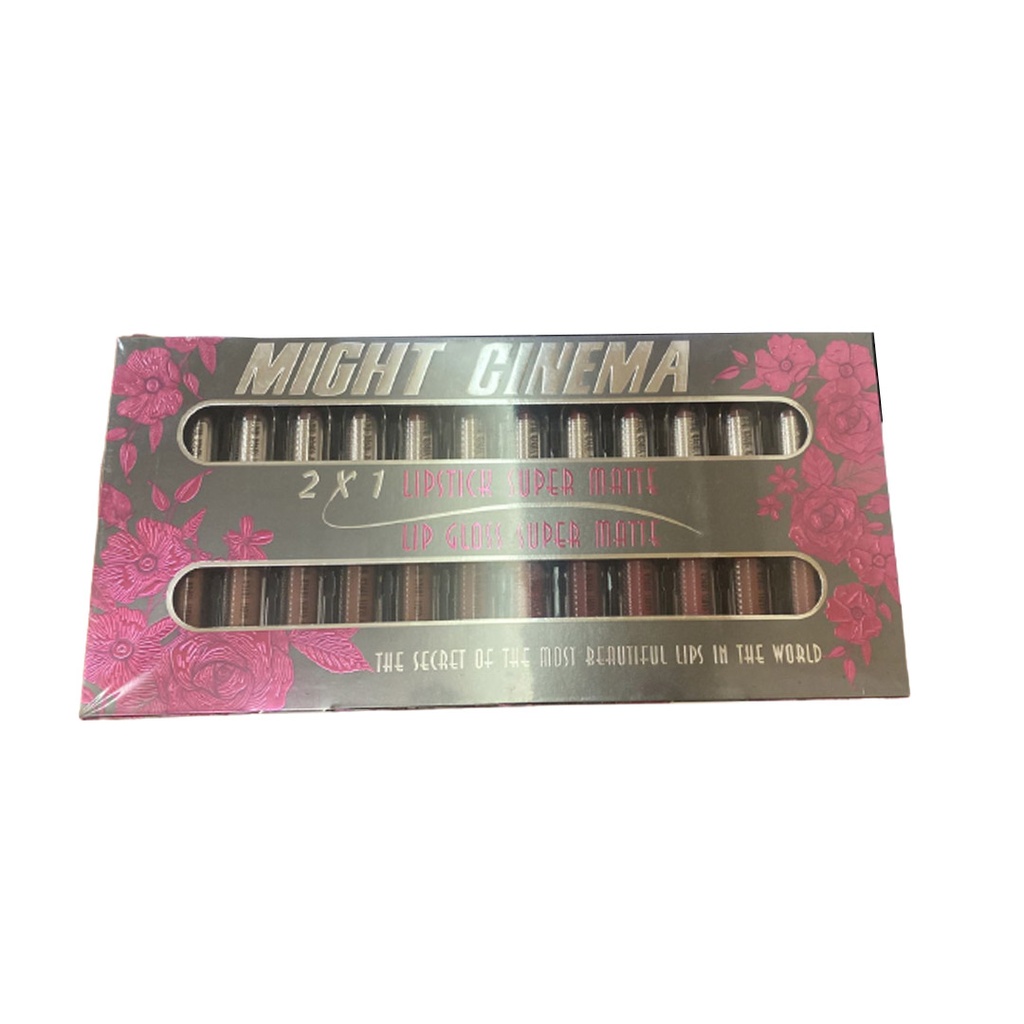 MIGHT CINEMA
2 X 1 LIPSTICK SUPER MATTE
LIP GLOSS SUPER MATTE
THE SECRET OF THE MOST BEAUTIFUL LIPS IN THE WORLD